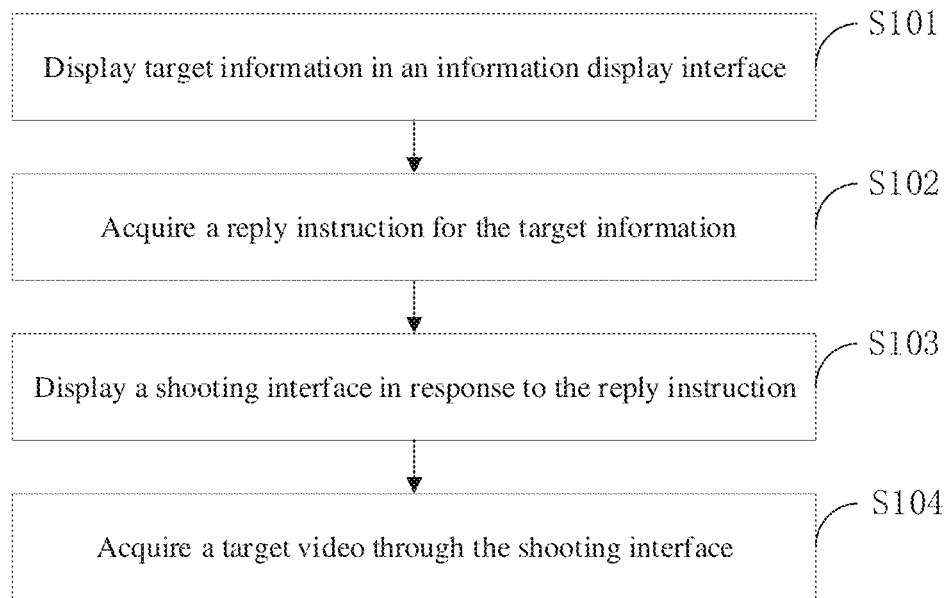 S101
Display target information in an information display interface
S102
Acquire a reply instruction for the target information
S103
Display a shooting interface in response to the reply instruction
S104
Acquire a target video through the shooting interface